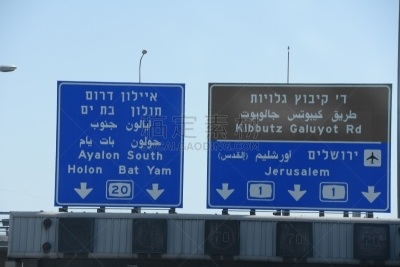 איילון דרום
חולון בת ים
أيالون جنوب
حولون بات يام
Ayalon South
Holon Bat Yam
20
קיבוץ גלויות
طريق كيبوتس جالويوت
Kibbutz Galuyot Rd
ירושלים اورشليم (القدس)
Jerusalem
1 1